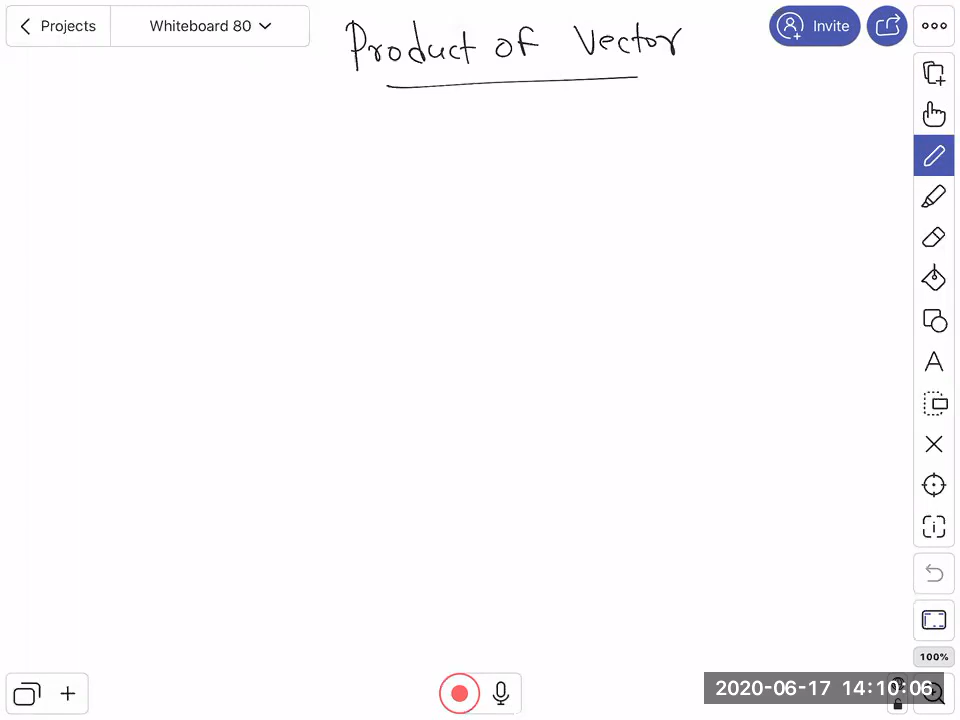 Projects
Whiteboard 80
Product of Vector
Invite
A
100%
2020-06-17 14:10:06